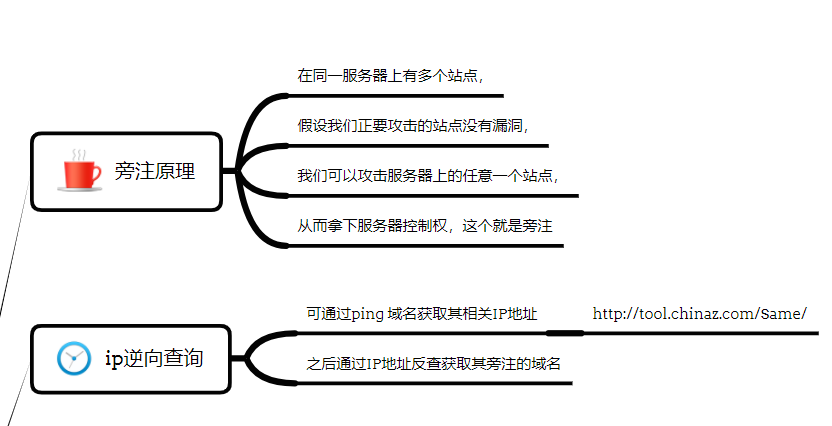 旁注原理
在同一服务器上有多个站点，
假设我们正要攻击的站点没有漏洞，
我们可以攻击服务器上的任意一个站点，
从而拿下服务器控制权，这个就是旁注
ip逆向查询
可通过ping 域名获取其相关IP地址
http://tool.chinaz.com/Same/
之后通过IP地址反查获取其旁注的域名